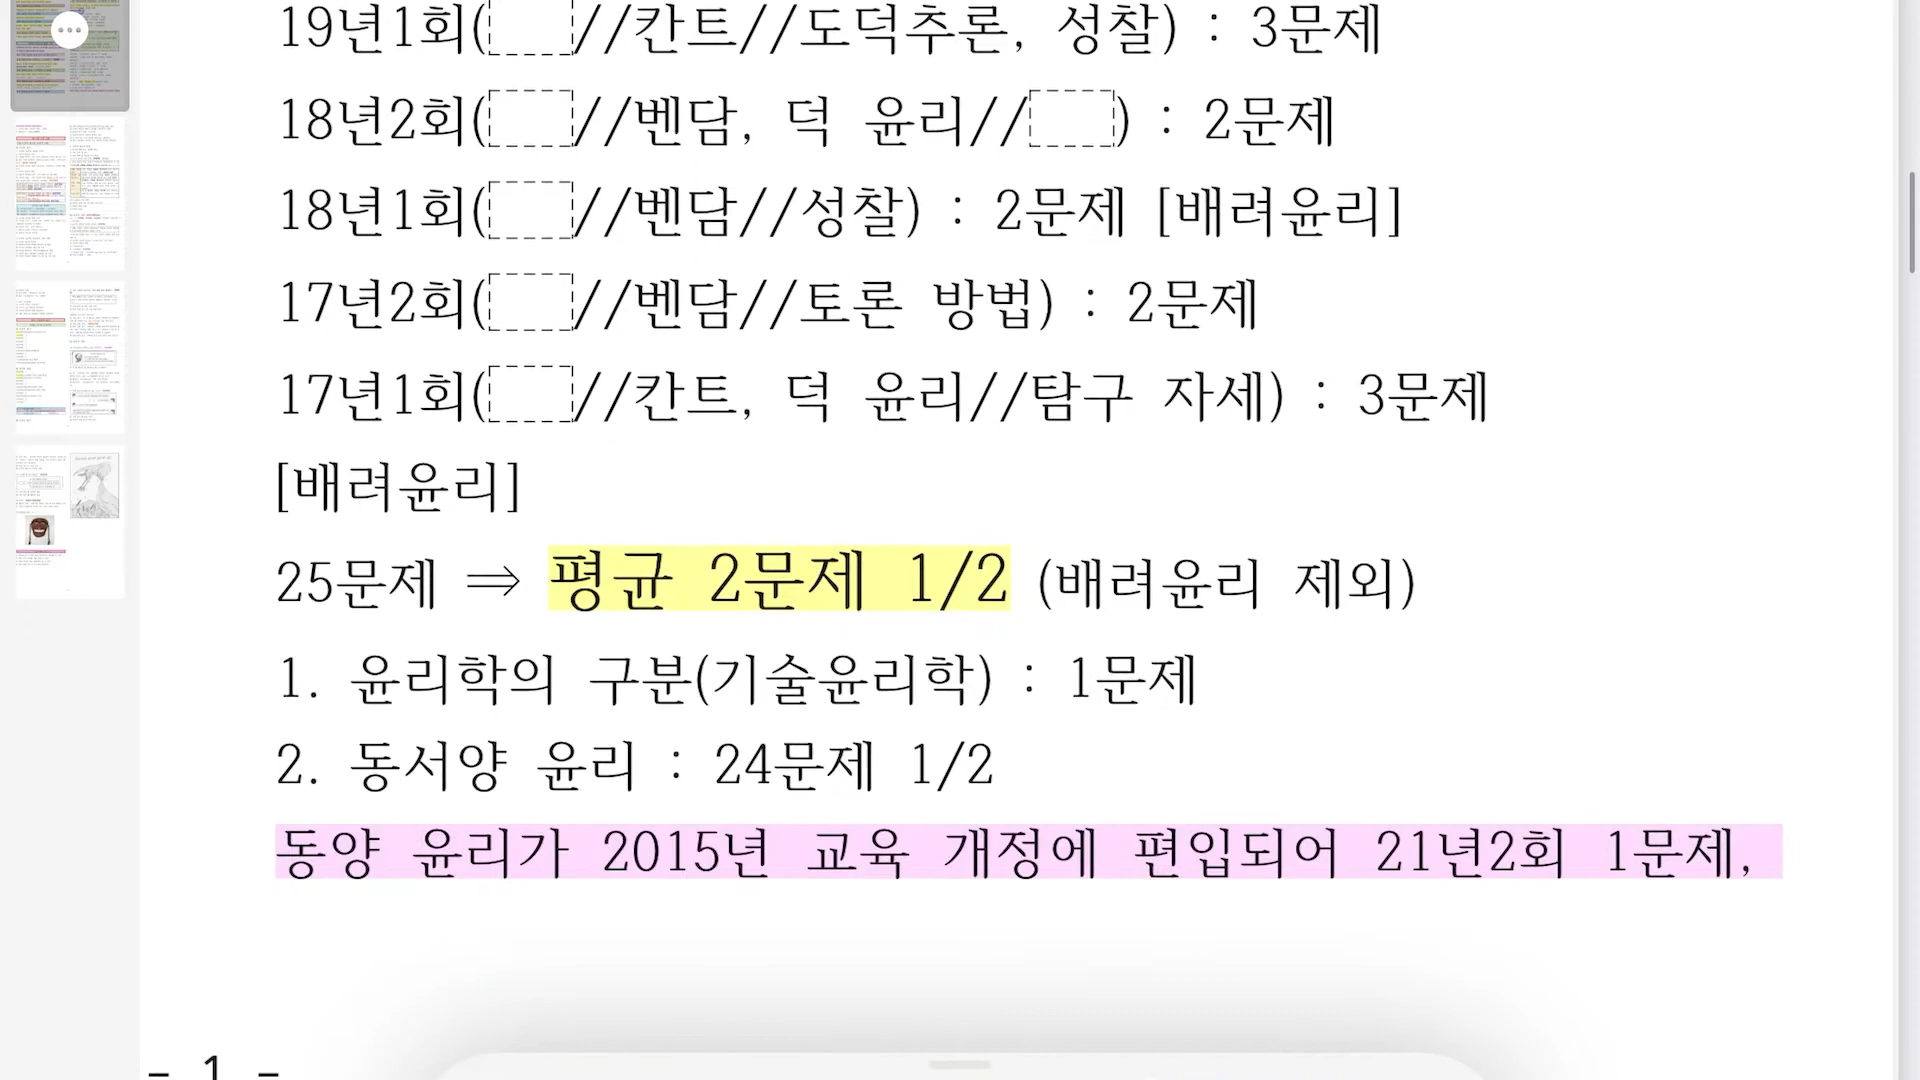 19년1회( //칸트//도덕추론, 성찰) : 3문제
18년2회( //벤담, 덕 윤리// ) : 2문제
18년1회( //벤담//성찰) : 2문제 [배려윤리]
17년2회( //벤담//토론 방법) : 2문제
17년1회( //칸트, 덕 윤리//탐구 자세) : 3문제
[배려윤리]
25문제 ⇒ 평균 2문제 1/2 (배려윤리 제외)
1. 윤리학의 구분(기술윤리학) : 1문제
2. 동서양 윤리 : 24문제 1/2
동양 윤리가 2015년 교육 개정에 편입되어 21년2회 1문제,
- 1 -